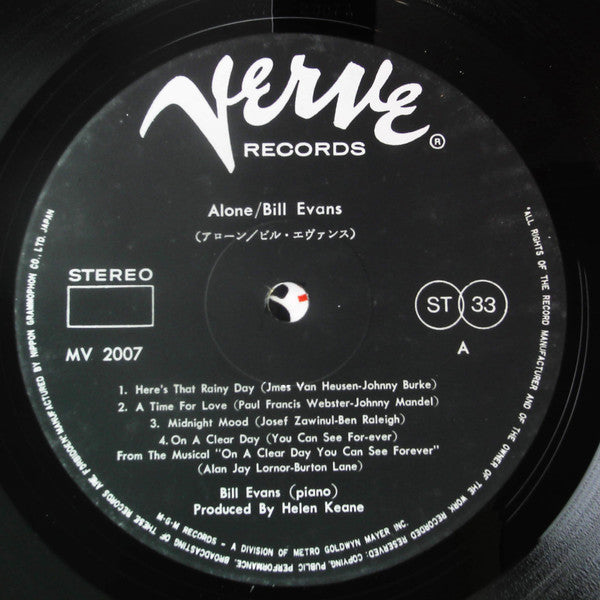 VERVE
RECORDS ®
Alone/Bill Evans
(アローン/ビル・エヴァンス)
STEREO
ST 33
MV 2007
A
1. Here's That Rainy Day (Jmes Van Heusen-Johnny Burke)
2. A Time For Love (Paul Francis Webster-Johnny Mandel)
3. Midnight Mood (Josef Zawinul-Ben Raleigh)
4. On A Clear Day (You Can See For-ever)
From The Musical "On A Clear Day You Can See Forever"
(Alan Jay Lornor-Burton Lane)
Bill Evans (piano)
Produced By Helen Keane
M-G-M RECORDS - A DIVISION OF METRO GOLDWYN MAYER INC.
"ALL RIGHTS OF THE RECORD MANUFACTURER AND OF THE OWNER OF THE WORK RECORDED RESERVED. COPYING, PUBLIC PERFORMANCE, BROADCASTING OF THESE RECORDS ARE FORBIDDEN" MANUFACTURED BY NIPPON GRAMMOPHON CO., LTD. JAPAN